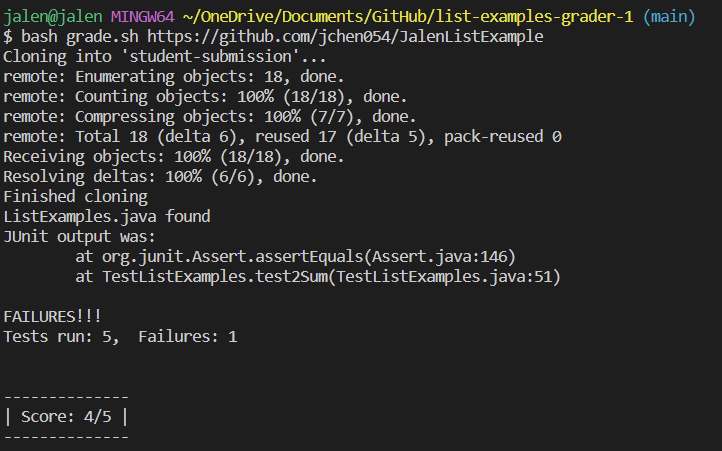 jalen@jalen MINGW64 ~/OneDrive/Documents/GitHub/list-examples-grader-1 (main)
$ bash grade.sh https://github.com/jchen054/JalenListExample
Cloning into 'student-submission'...
remote: Enumerating objects: 18, done.
remote: Counting objects: 100% (18/18), done.
remote: Compressing objects: 100% (7/7), done.
remote: Total 18 (delta 6), reused 17 (delta 5), pack-reused 0
Receiving objects: 100% (18/18), done.
Resolving deltas: 100% (6/6), done.
Finished cloning
ListExamples.java found
JUnit output was:
        at org.junit.Assert.assertEquals(Assert.java:146)
        at TestListExamples.test2Sum(TestListExamples.java:51)

FAILURES!!!
Tests run: 5,  Failures: 1


--------------
| Score: 4/5 |
--------------